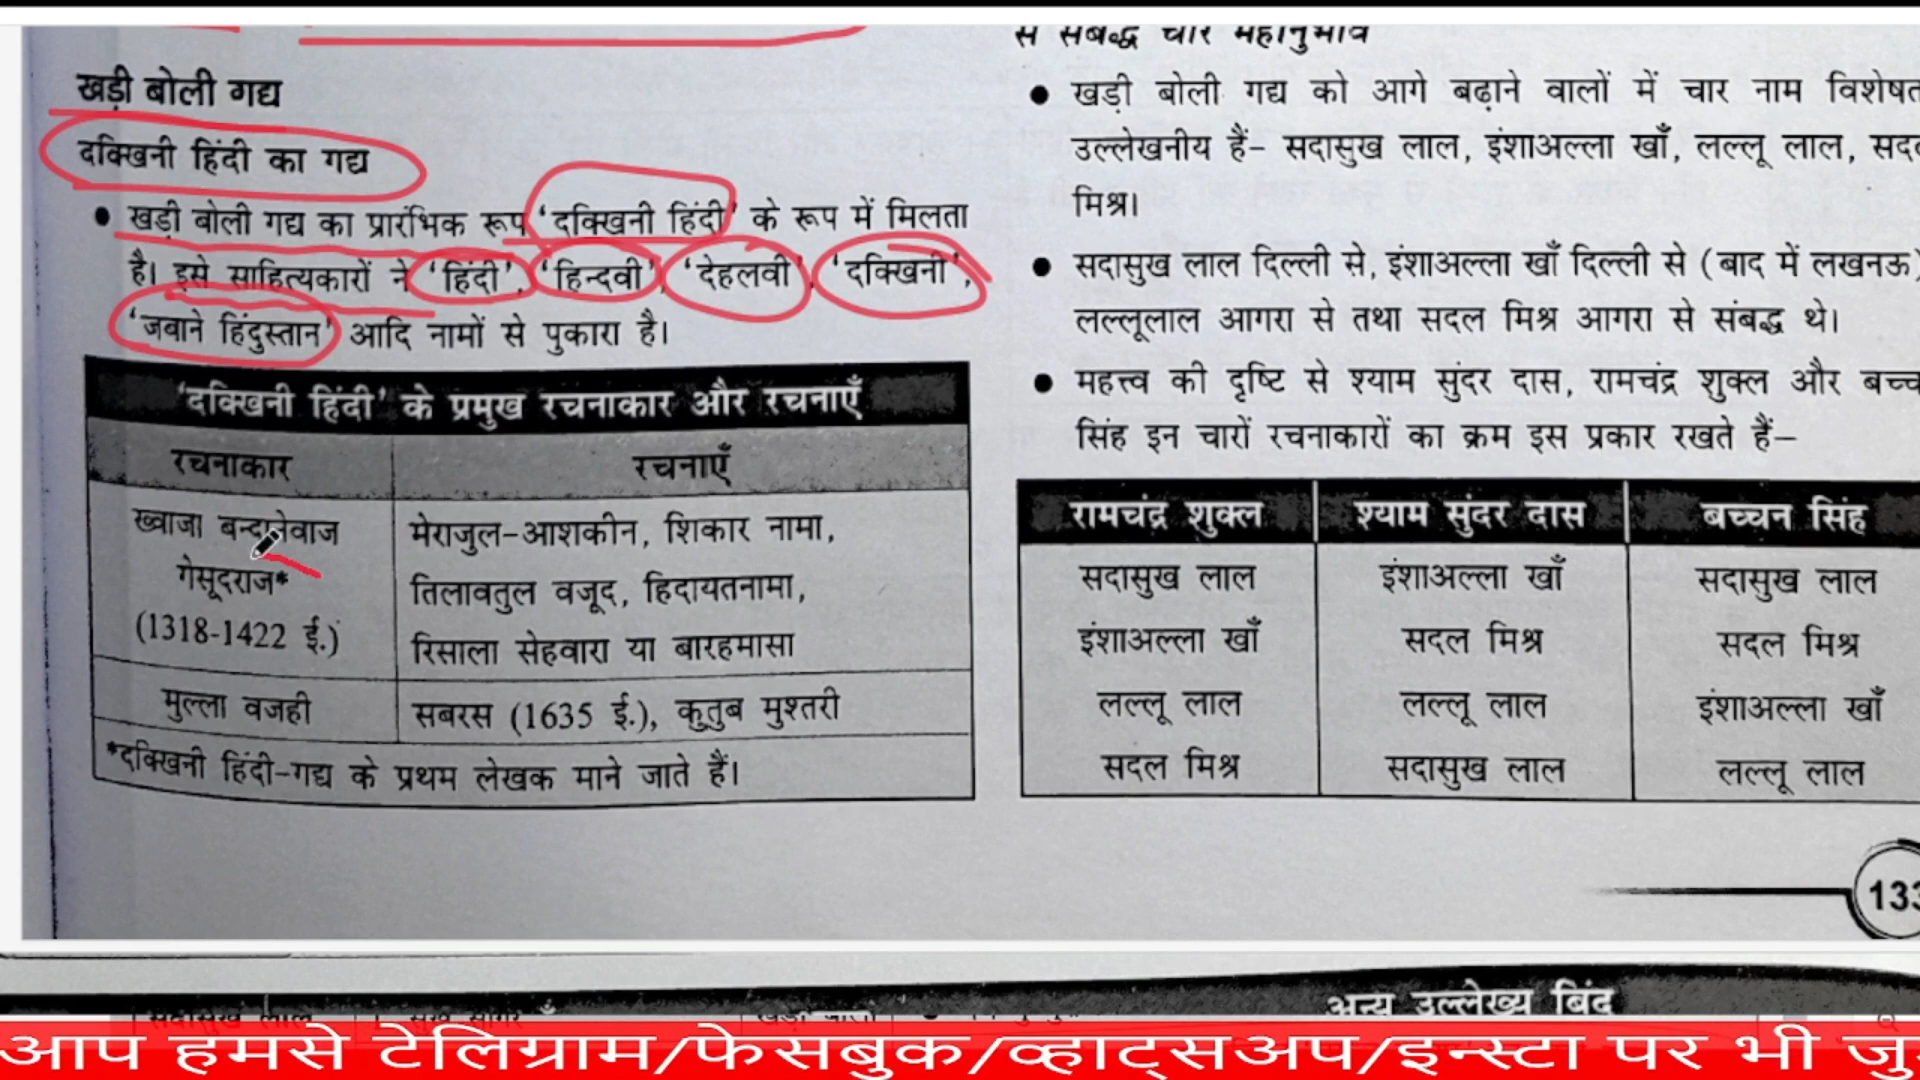 खड़ी बोली गद्य
दक्खिनी हिंदी का गद्य
● खड़ी बोली गद्य का प्रारंभिक रूप 'दक्खिनी हिंदी' के रूप में मिलता
है। इसे साहित्यकारों ने 'हिंदी', 'हिन्दवी', 'देहलवी', 'दक्खिनी',
'जबाने हिंदुस्तान' आदि नामों से पुकारा है।
'दक्खिनी हिंदी' के प्रमुख रचनाकार और रचनाएँ
रचनाकार रचनाएँ
ख्वाजा बन्दानेवाज मेराजुल-आशकीन, शिकार नामा,
गेसूदराज* तिलावतुल वजूद, हिदायतनामा,
(1318-1422 ई.) रिसाला सेहवारा या बारहमासा
मुल्ला वजही सबरस (1635 ई.), कुतुब मुश्तरी
*दक्खिनी हिंदी-गद्य के प्रथम लेखक माने जाते हैं।
से संबद्ध चार महानुभाव
● खड़ी बोली गद्य को आगे बढ़ाने वालों में चार नाम
उल्लेखनीय हैं- सदासुख लाल, इंशाअल्ला खाँ, लल्लू लाल,
मिश्र।
● सदासुख लाल दिल्ली से, इंशाअल्ला खाँ दिल्ली से (बाद में लखनऊ)
लल्लूलाल आगरा से तथा सदल मिश्र आगरा से संबद्ध थे।
● महत्त्व की दृष्टि से श्याम सुंदर दास, रामचंद्र शुक्ल और
सिंह इन चारों रचनाकारों का क्रम इस प्रकार रखते हैं–
रामचंद्र शुक्ल श्याम सुंदर दास बच्चन सिंह
सदासुख लाल इंशाअल्ला खाँ सदासुख लाल
इंशाअल्ला खाँ सदल मिश्र सदल मिश्र
लल्लू लाल लल्लू लाल इंशाअल्ला खाँ
सदल मिश्र सदासुख लाल लल्लू लाल
133
अन्य उल्लेख्य बिंदु
आप हमसे टेलिग्राम/फेसबुक/व्हाट्सअप/इन्स्टा पर भी